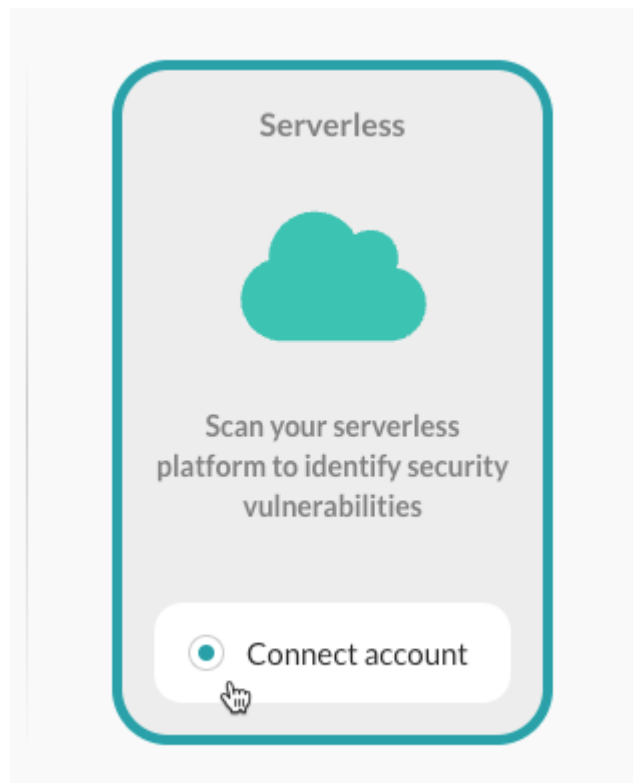 Serverless
Scan your serverless
platform to identify security
vulnerabilities
Connect account